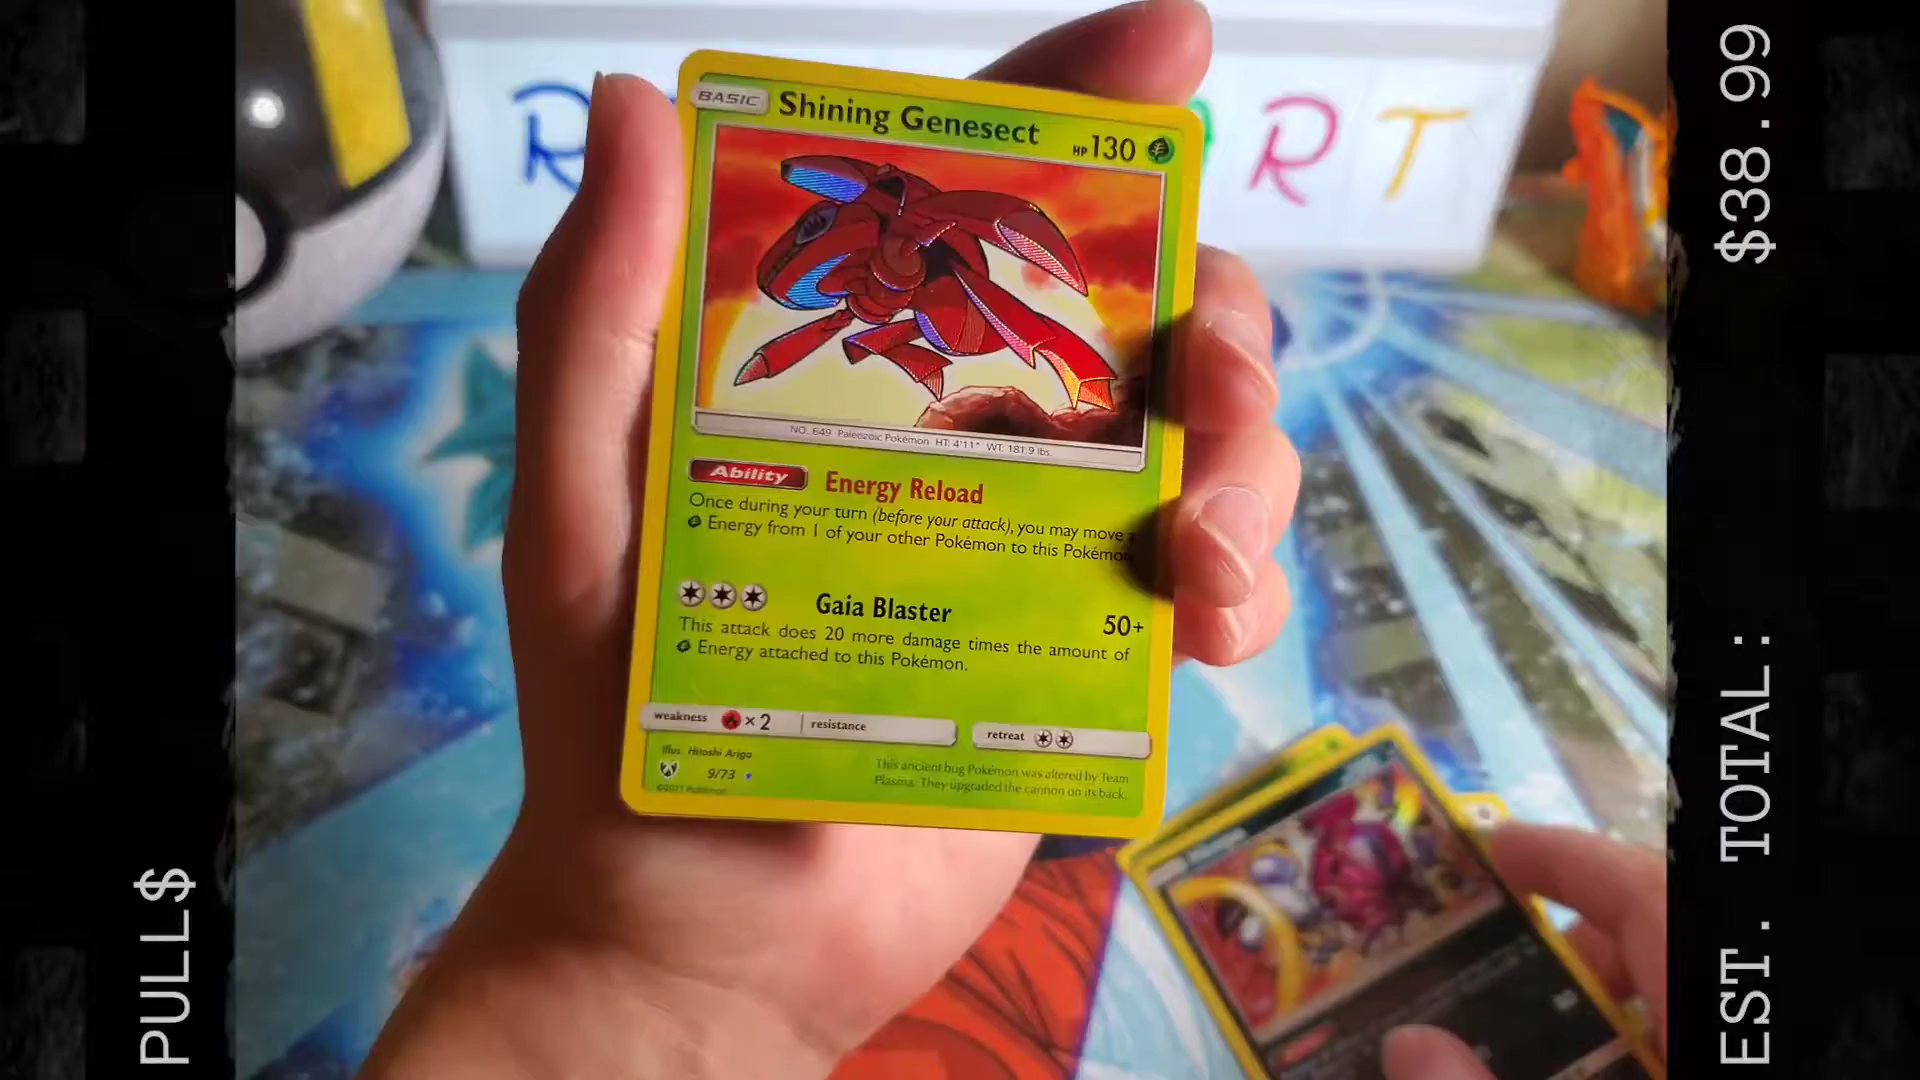 BASIC Shining Genesect HP 130
NO. 649 Paleozoic Pokémon HT: 4'11" WT: 181.9 lbs.
Ability Energy Reload
Once during your turn (before your attack), you may move
Energy from 1 of your other Pokémon to this
Gaia Blaster 50+
This attack does 20 more damage times the amount of
Energy attached to this Pokémon.
weakness ×2 resistance retreat
Illus. Hitoshi Ariga
9/73
©2017 Pokémon
This ancient bug Pokémon was altered by Team
Plasma. They upgraded the cannon on its back.
R
R T
PULL$
EST. TOTAL: $38.99